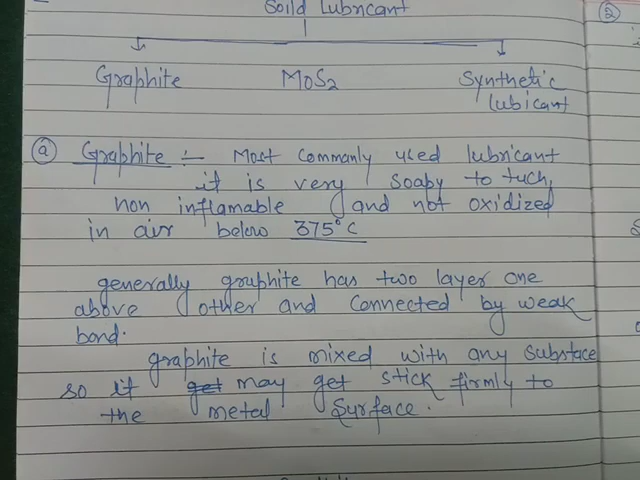 Soild Lubricant
Graphite MoS2 Synthetic
lubicant
ⓐ Graphite :- Most commonly used lubricant
it is very soapy to tuch,
non inflamable and not oxidized
in air below 375°C
generally graphite has two layer one
above other and connected by weak
bond.
graphite is mixed with any substace
so it get may get stick firmly to
the metal surface.
②